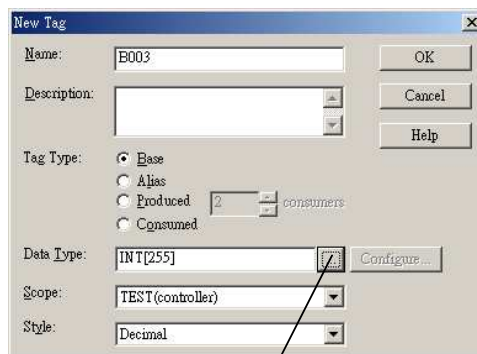 New Tag
Name: B003 OK
Description: Cancel
Help
Tag Type: Base
Alias
Produced 2 consumers
Consumed
Data Type: INT[255] ... Configure...
Scope: TEST(controller)
Style: Decimal